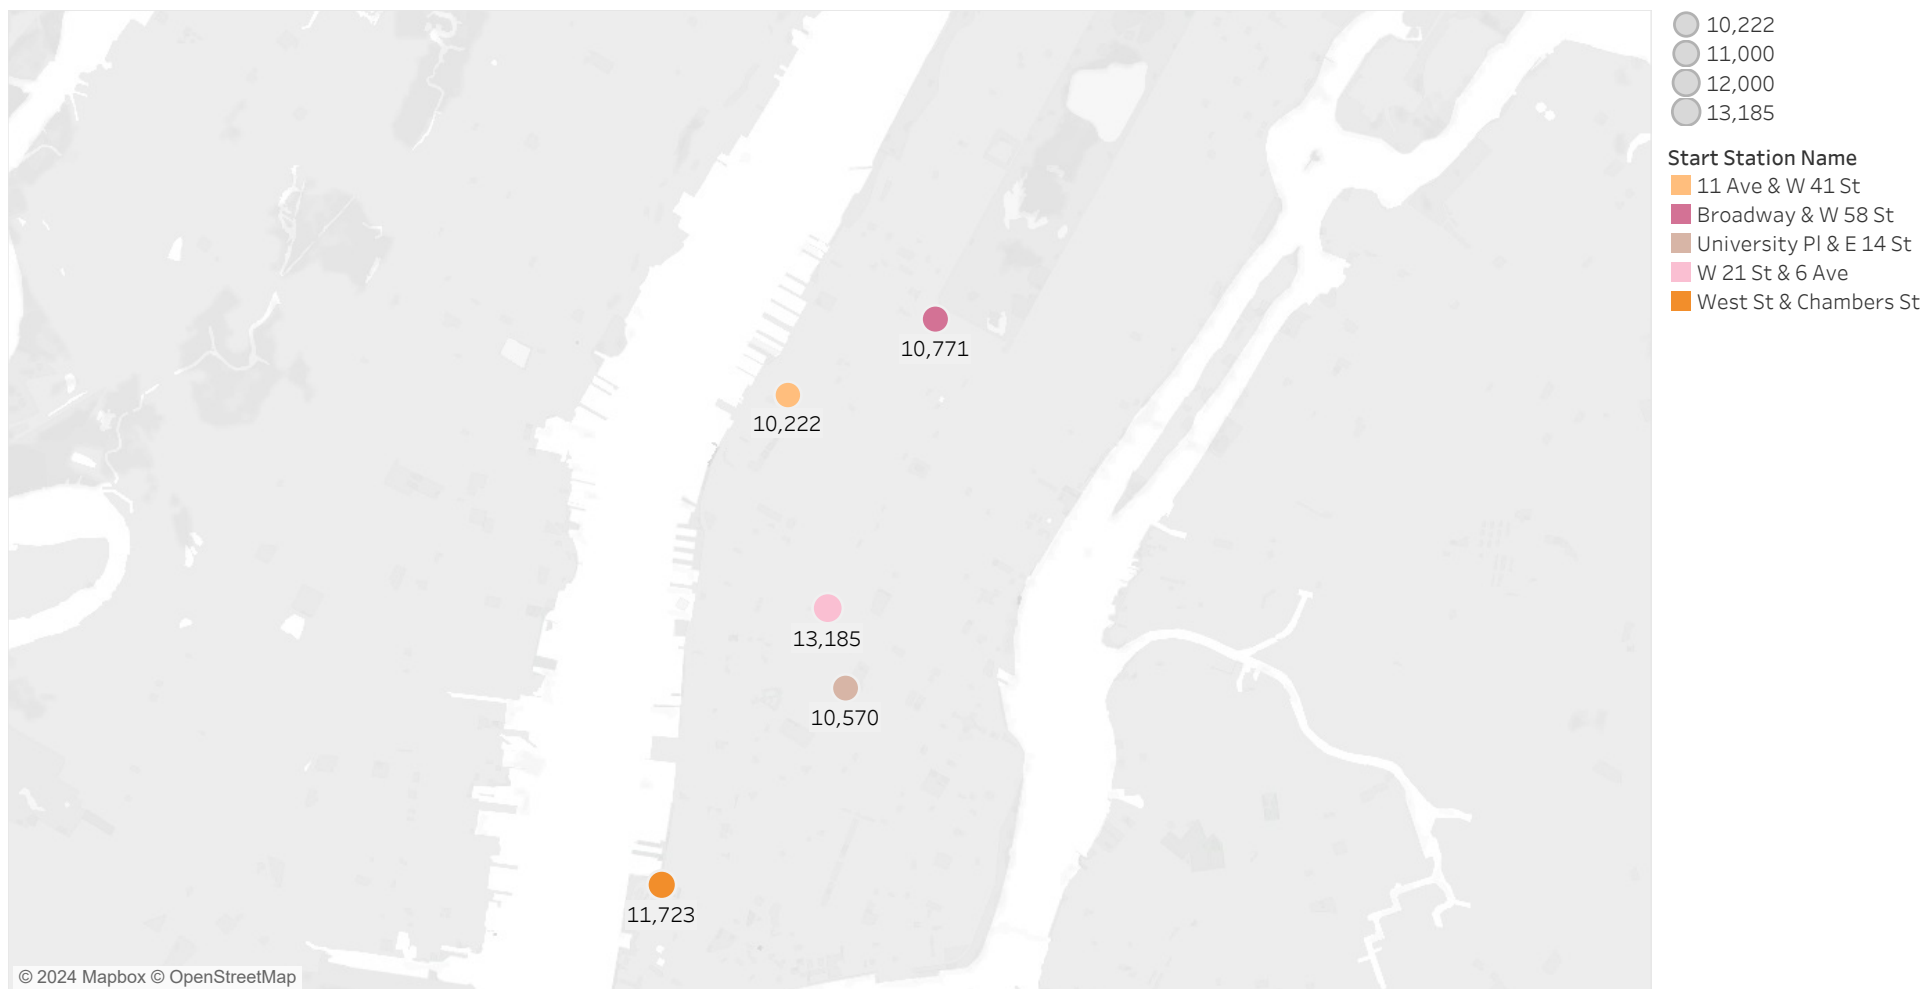 10,222
11,000
12,000
13,185
Start Station Name
11 Ave & W 41 St
Broadway & W 58 St
University Pl & E 14 St
W 21 St & 6 Ave
West St & Chambers St
10,771
10,222
13,185
10,570
11,723
© 2024 Mapbox © OpenStreetMap